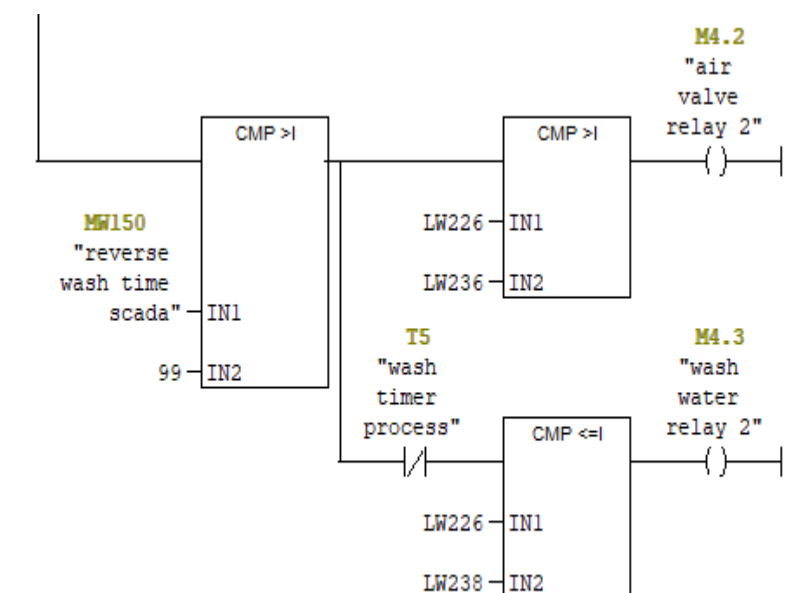 M4.2
"air
valve
relay 2"
CMP >I
CMP >I
MW150
"reverse
wash time
scada"
IN1
99
IN2
LW226
IN1
LW236
IN2
T5
"wash
timer
process"
M4.3
"wash
water
relay 2"
CMP <=I
LW226
IN1
LW238
IN2